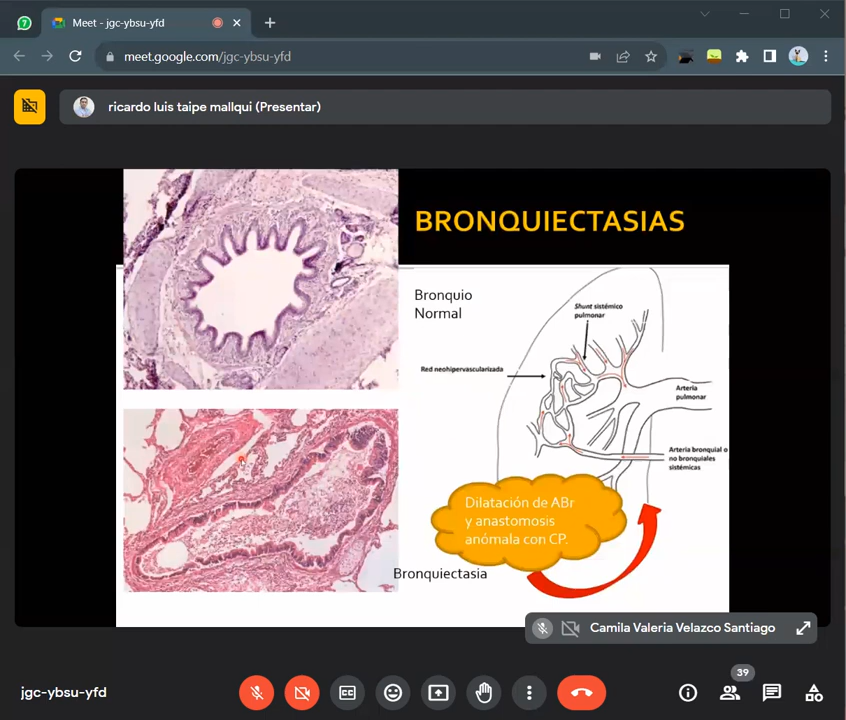 7
Meet - jgc-ybsu-yfd
meet.google.com/jgc-ybsu-yfd
ricardo luis taipe mallqui (Presentar)
BRONQUIECTASIAS
Bronquio
Normal
Shunt sistémico
pulmonar
Red neohipervascularizada
Arteria
pulmonar
Arteria bronquial o
no bronquiales
sistémicas
Dilatación de ABr
y anastomosis
anómala con CP.
Bronquiectasia
Camila Valeria Velazco Santiago
jgc-ybsu-yfd
CC
39